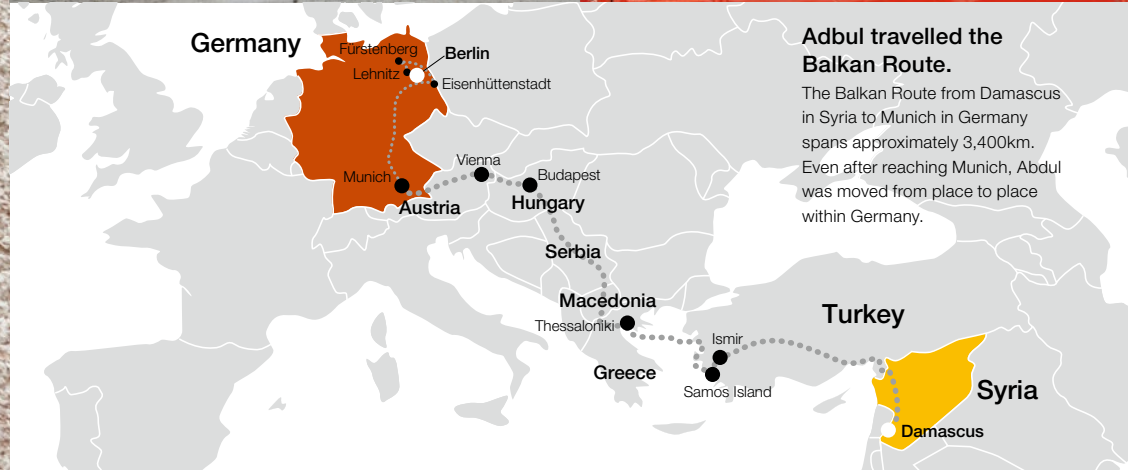 Germany
Fürstenberg
Berlin
Lehnitz
Eisenhüttenstadt
Adbul travelled the
Balkan Route.
The Balkan Route from Damascus
in Syria to Munich in Germany
spans approximately 3,400km.
Even after reaching Munich, Abdul
was moved from place to place
within Germany.
Vienna
Munich
Budapest
Austria
Hungary
Serbia
Macedonia
Thessaloniki
Turkey
Ismir
Greece
Samos Island
Syria
Damascus